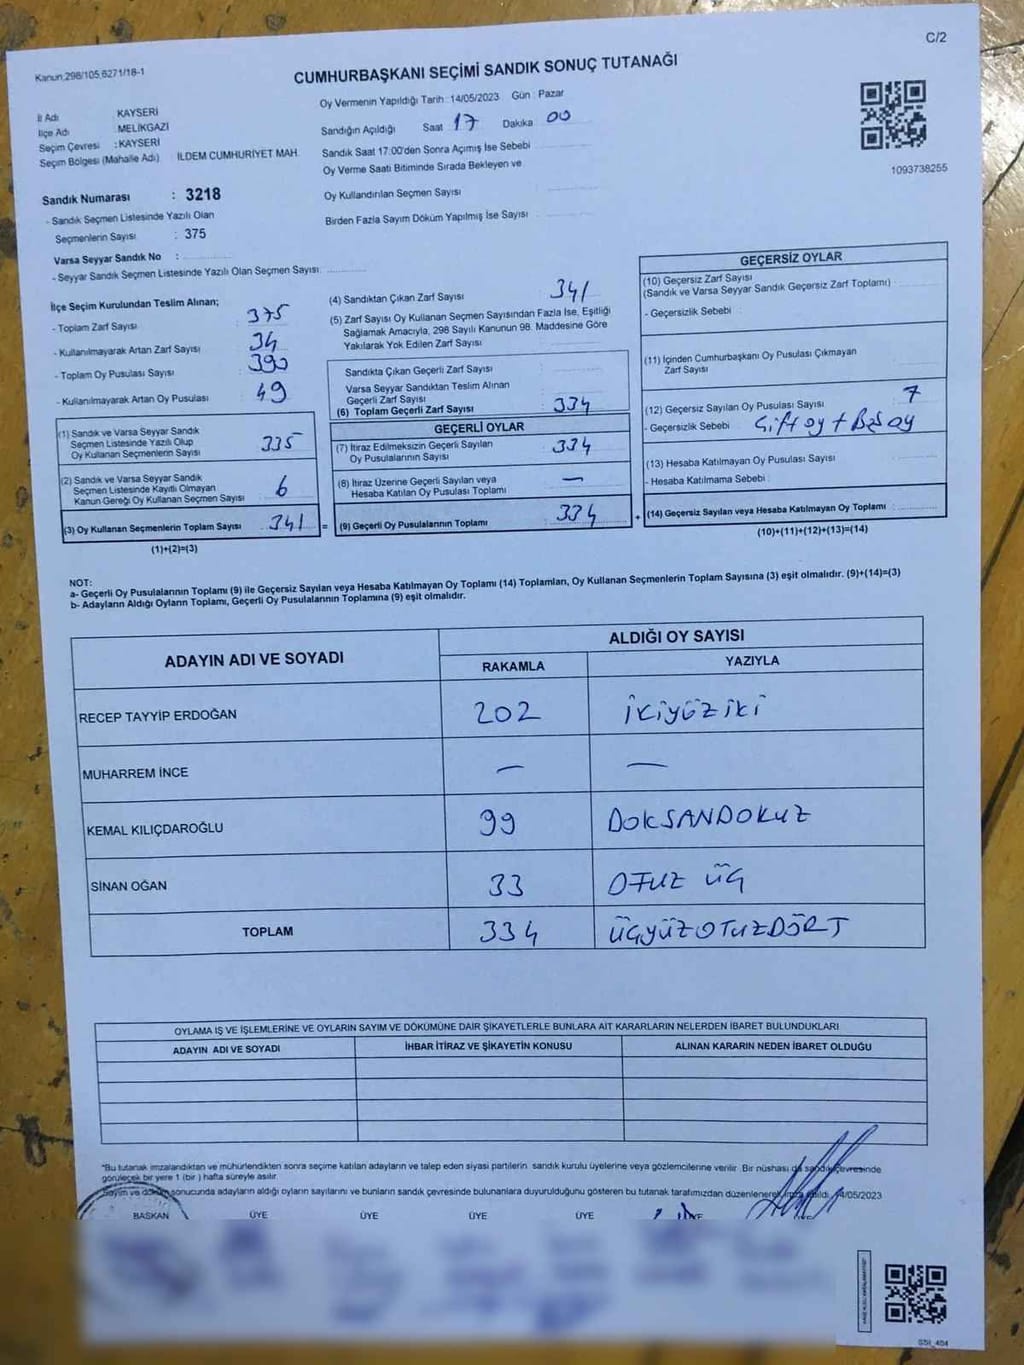 C/2
Kanun 298/105,6271/18-1
CUMHURBAŞKANI SEÇİMİ SANDIK SONUÇ TUTANAĞI
İl Adı KAYSERİ
İlçe Adı :MELİKGAZİ
Seçim Çevresi :KAYSERİ
Seçim Bölgesi (Mahalle Adı) İLDEM CUMHURİYET MAH.
Oy Vermenin Yapıldığı Tarih :14/05/2023 Gün : Pazar
Sandığın Açıldığı Saat 17 Dakika 00
Sandık Saat 17:00'den Sonra Açımış İse Sebebi
Oy Verme Saati Bitiminde Sırada Bekleyen ve
Oy Kullandırılan Seçmen Sayısı
Birden Fazla Sayım Döküm Yapılmış İse Sayısı
1093738255
Sandık Numarası : 3218
- Sandık Seçmen Listesinde Yazılı Olan
Seçmenlerin Sayısı : 375
Varsa Seyyar Sandık No :
- Seyyar Sandık Seçmen Listesinde Yazılı Olan Seçmen Sayısı:
İlçe Seçim Kurulundan Teslim Alınan;
- Toplam Zarf Sayısı 375
- Kullanılmayarak Artan Zarf Sayısı 34
- Toplam Oy Pusulası Sayısı 390
- Kullanılmayarak Artan Oy Pusulası 49
(1) Sandık ve Varsa Seyyar Sandık
Seçmen Listesinde Yazılı Olup
Oy Kullanan Seçmenlerin Sayısı 335
(2) Sandık ve Varsa Seyyar Sandık
Seçmen Listesinde Kayıtlı Olmayan
Kanun Gereği Oy Kullanan Seçmen Sayısı 6
(3) Oy Kullanan Seçmenlerin Toplam Sayısı 341 =
(1)+(2)=(3)
(4) Sandıktan Çıkan Zarf Sayısı 341
(5) Zarf Sayısı Oy Kullanan Seçmen Sayısından Fazla İse, Eşitliği
Sağlamak Amacıyla, 298 Sayılı Kanunun 98. Maddesine Göre
Yakılarak Yok Edilen Zarf Sayısı
Sandıkta Çıkan Geçerli Zarf Sayısı
Varsa Seyyar Sandıktan Teslim Alınan
Geçerli Zarf Sayısı
(6) Toplam Geçerli Zarf Sayısı : 334
GEÇERLİ OYLAR
(7) İtiraz Edilmeksizin Geçerli Sayılan
Oy Pusulalarının Sayısı 334
(8) İtiraz Üzerine Geçerli Sayılan veya
Hesaba Katılan Oy Pusulası Toplamı —
(9) Geçerli Oy Pusulalarının Toplamı 334 +
GEÇERSİZ OYLAR
(10) Geçersiz Zarf Sayısı
(Sandık ve Varsa Seyyar Sandık Geçersiz Zarf Toplamı)
- Geçersizlik Sebebi
(11) İçinden Cumhurbaşkanı Oy Pusulası Çıkmayan
Zarf Sayısı
(12) Geçersiz Sayılan Oy Pusulası Sayısı : 7
- Geçersizlik Sebebi Çift oy + Boş oy
(13) Hesaba Katılmayan Oy Pusulası Sayısı
- Hesaba Katılmama Sebebi
(14) Geçersiz Sayılan veya Hesaba Katılmayan Oy Toplamı
(10)+(11)+(12)+(13)=(14)
NOT:
a- Geçerli Oy Pusulalarının Toplamı (9) ile Geçersiz Sayılan veya Hesaba Katılmayan Oy Toplamı (14) Toplamları, Oy Kullanan Seçmenlerin Toplam Sayısına (3) eşit olmalıdır. (9)+(14)=(3)
b- Adayların Aldığı Oyların Toplamı, Geçerli Oy Pusulalarının Toplamına (9) eşit olmalıdır.
ADAYIN ADI VE SOYADI ALDIĞI OY SAYISI
RAKAMLA YAZIYLA
RECEP TAYYİP ERDOĞAN 202 İKİYÜZİKİ
MUHARREM İNCE — —
KEMAL KILIÇDAROĞLU 99 DOKSANDOKUZ
SİNAN OĞAN 33 OTUZ ÜÇ
TOPLAM 334 ÜÇYÜZOTUZDÖRT
OYLAMA İŞ VE İŞLEMLERİNE VE OYLARIN SAYIM VE DÖKÜMÜNE DAİR ŞİKAYETLERLE BUNLARA AİT KARARLARIN NELERDEN İBARET BULUNDUKLARI
ADAYIN ADI VE SOYADI İHBAR İTİRAZ VE ŞİKAYETİN KONUSU ALINAN KARARIN NEDEN İBARET OLDUĞU
*Bu tutanak imzalandıktan ve mühürlendikten sonra seçime katılan adayların ve talep eden siyasi partilerin sandık kurulu üyelerine veya gözlemcilerine verilir. Bir nüshası da sandık çevresinde
görülecek bir yere 1 (bir) hafta süreyle asılır.
Sayım ve döküm sonucunda adayların aldığı oyların sayılarını ve bunların sandık çevresinde bulunanlara duyurulduğunu gösteren bu tutanak tarafımızdan düzenlenerek imza edildi. 14/05/2023
BAŞKAN ÜYE ÜYE ÜYE ÜYE